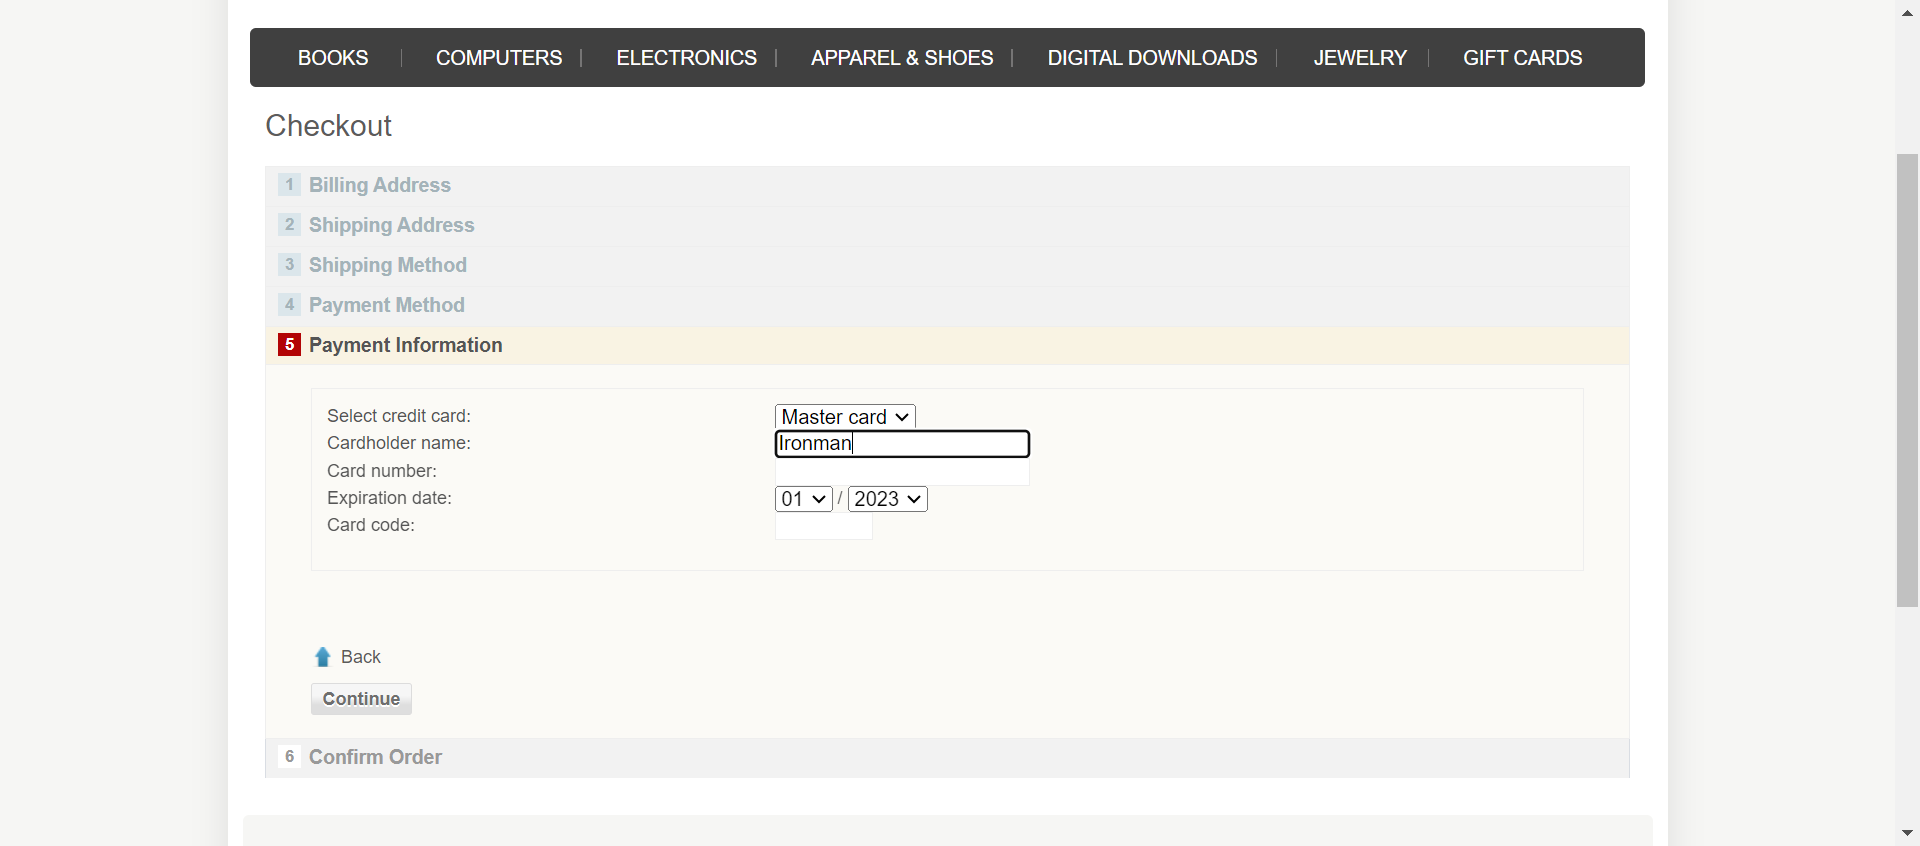 BOOKS | COMPUTERS | ELECTRONICS | APPAREL & SHOES | DIGITAL DOWNLOADS | JEWELRY | GIFT CARDS
Checkout
1 Billing Address
2 Shipping Address
3 Shipping Method
4 Payment Method
5 Payment Information
Select credit card: Master card
Cardholder name: Ironman
Card number:
Expiration date: 01 / 2023
Card code:
Back
Continue
6 Confirm Order